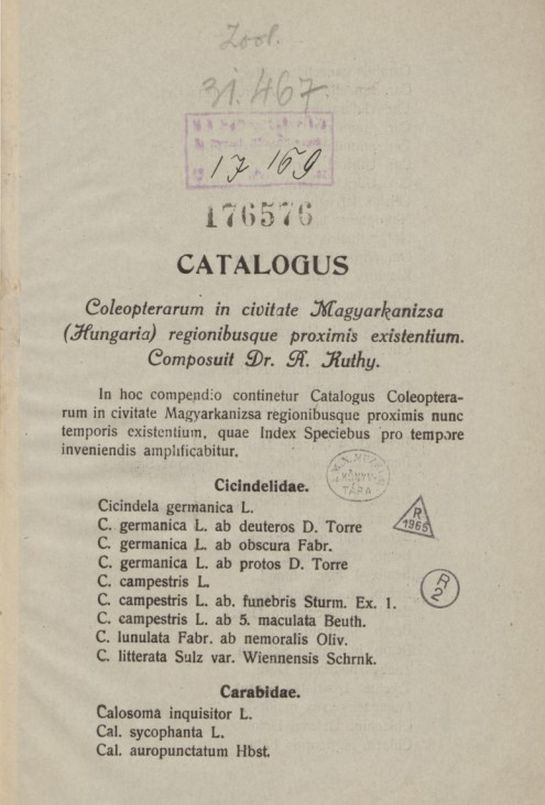 Zool.
31.467.
17 169
176576
CATALOGUS
Coleopterarum in civitate Magyarkanizsa
(Hungaria) regionibusque proximis existentium.
Composuit Dr. A. Kuthy.
In hoc compendio continetur Catalogus Coleoptera-
rum in civitate Magyarkanizsa regionibusque proximis nunc
temporis existentium, quae Index Speciebus pro tempore
inveniendis amplificabitur.
KÖNYV-
TÁRA
Cicindelidae.
Cicindela germanica L.
C. germanica L. ab deuteros D. Torre
R
1965
C. germanica L. ab obscura Fabr.
C. germanica L. ab protos D. Torre
C. campestris L.
R
2
C. campestris L. ab. funebris Sturm. Ex. 1.
C. campestris L. ab 5. maculata Beuth.
C. lunulata Fabr. ab nemoralis Oliv.
C. litterata Sulz var. Wiennensis Schrnk.
Carabidae.
Calosoma inquisitor L.
Cal. sycophanta L.
Cal. auropunctatum Hbst.